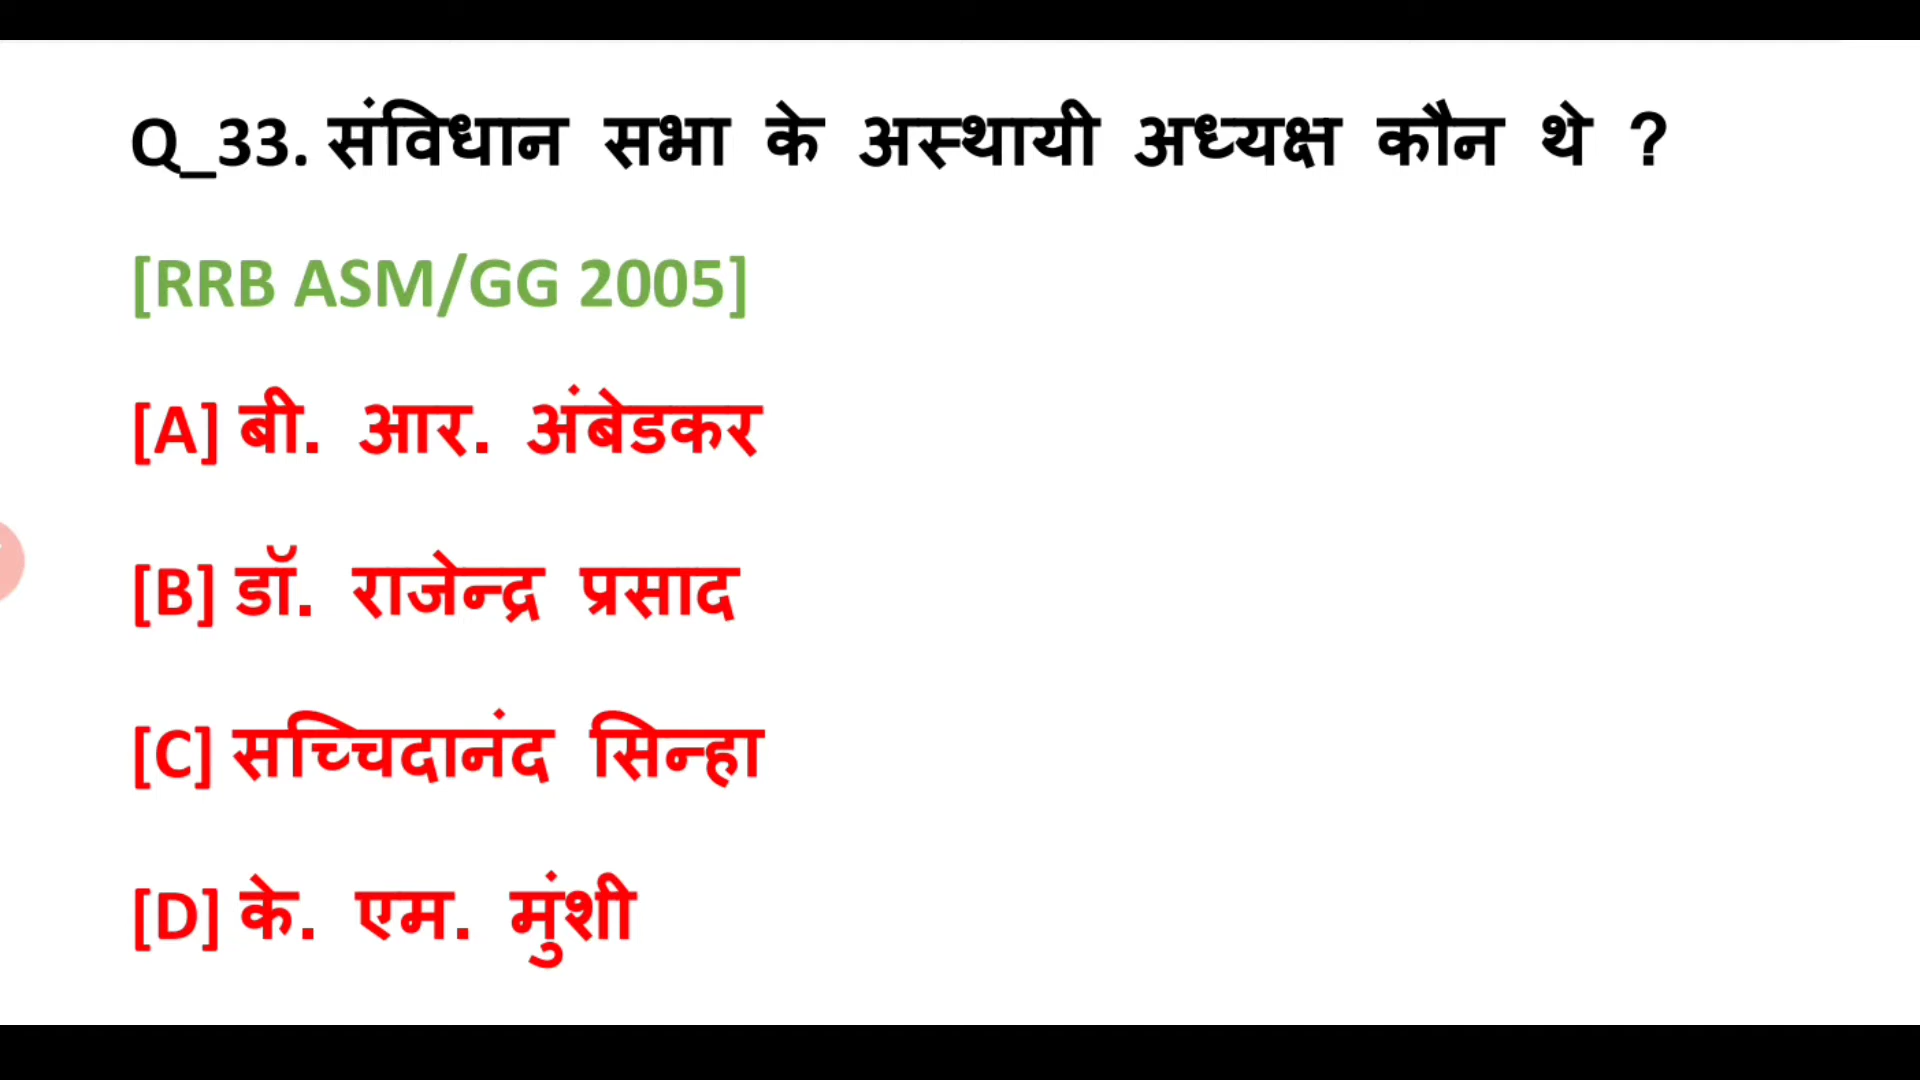 Q_33. संविधान सभा के अस्थायी अध्यक्ष कौन थे ?
[RRB ASM/GG 2005]
[A] बी. आर. अंबेडकर
[B] डॉ. राजेन्द्र प्रसाद
[C] सच्चिदानंद सिन्हा
[D] के. एम. मुंशी